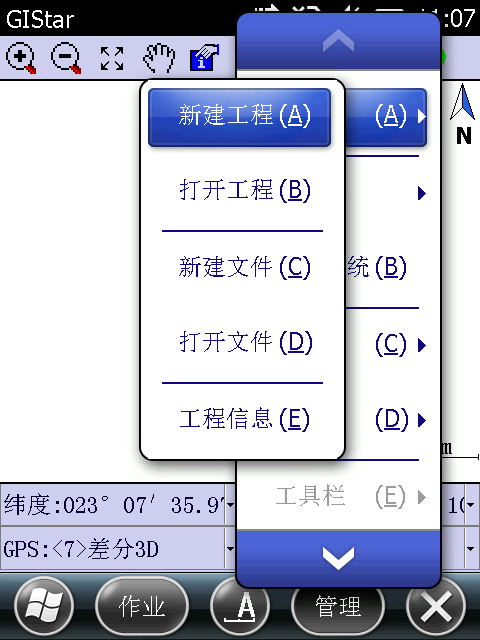 GIStar
:07
新建工程(A)
(A)
N
打开工程(B)
新建文件(C)
统(B)
打开文件(D)
(C)
工程信息(E)
(D)
m
工具栏 (E)
纬度:023° 07′ 35.9
GPS:<7>差分3D
作业
A
管理